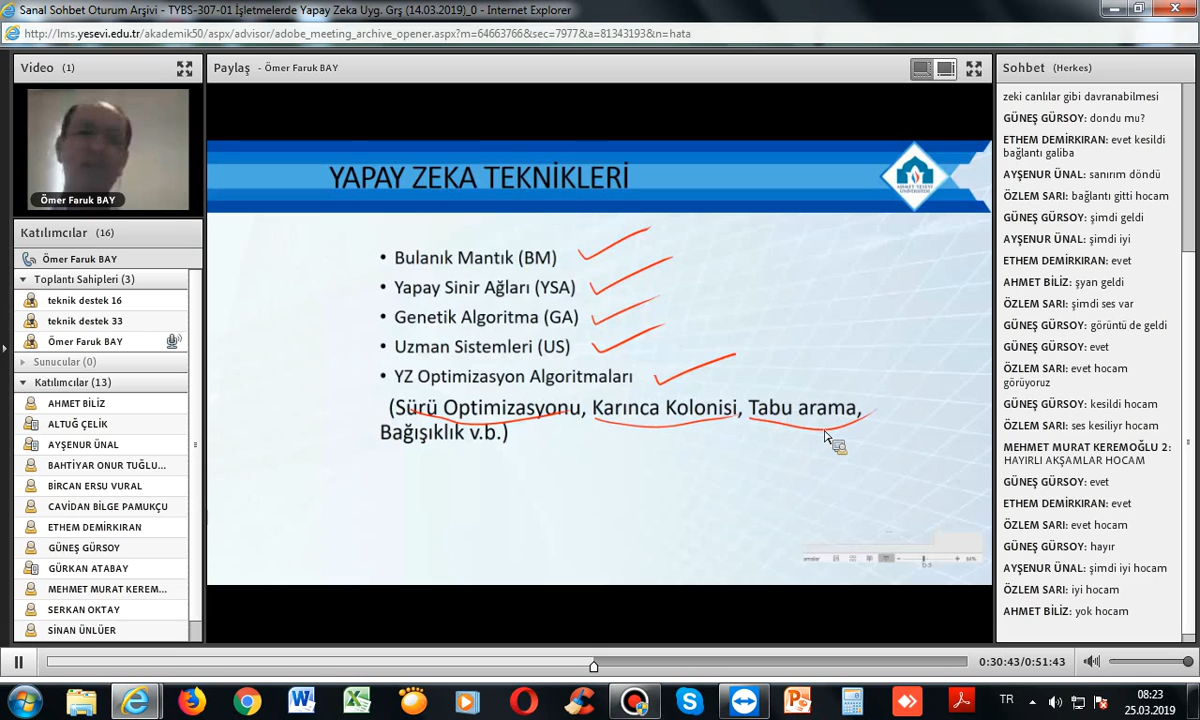 Sanal Sohbet Oturum Arşivi - TYBS-307-01 İşletmelerde Yapay Zeka Uyg. Grş (14.03.2019)_0 - Internet Explorer
http://lms.yesevi.edu.tr/akademik50/aspx/advisor/adobe_meeting_archive_opener.aspx?m=64663766&sec=7977&a=81343193&n=hata
Video (1)
Ömer Faruk BAY
Katılımcılar (16)
Ömer Faruk BAY
Toplantı Sahipleri (3)
teknik destek 16
teknik destek 33
Ömer Faruk BAY
Sunucular (0)
Katılımcılar (13)
AHMET BİLİZ
ALTUĞ ÇELİK
AYŞENUR ÜNAL
BAHTİYAR ONUR TUĞLU...
BİRCAN ERSU VURAL
CAVİDAN BİLGE PAMUKÇU
ETHEM DEMİRKIRAN
GÜNEŞ GÜRSOY
GÜRKAN ATABAY
MEHMET MURAT KEREM...
SERKAN OKTAY
SİNAN ÜNLÜER
Paylaş - Ömer Faruk BAY
YAPAY ZEKA TEKNİKLERİ
AHMET YESEVİ
ÜNİVERSİTESİ
• Bulanık Mantık (BM)
• Yapay Sinir Ağları (YSA)
• Genetik Algoritma (GA)
• Uzman Sistemleri (US)
• YZ Optimizasyon Algoritmaları
(Sürü Optimizasyonu, Karınca Kolonisi, Tabu arama,
Bağışıklık v.b.)
Sohbet (Herkes)
zeki canlılar gibi davranabilmesi
GÜNEŞ GÜRSOY: dondu mu?
ETHEM DEMİRKIRAN: evet kesildi
bağlantı galiba
AYŞENUR ÜNAL: sanırım döndü
ÖZLEM SARI: bağlantı gitti hocam
GÜNEŞ GÜRSOY: şimdi geldi
AYŞENUR ÜNAL: şimdi iyi
ETHEM DEMİRKIRAN: evet
AHMET BİLİZ: şyan geldi
ÖZLEM SARI: şimdi ses var
GÜNEŞ GÜRSOY: görüntü de geldi
GÜNEŞ GÜRSOY: evet
ÖZLEM SARI: evet hocam
görüyoruz
GÜNEŞ GÜRSOY: kesildi hocam
ÖZLEM SARI: ses kesiliyr hocam
MEHMET MURAT KEREMOĞLU 2:
HAYIRLI AKŞAMLAR HOCAM
GÜNEŞ GÜRSOY: evet
ETHEM DEMİRKIRAN: evet
ÖZLEM SARI: evet hocam
GÜNEŞ GÜRSOY: hayır
AYŞENUR ÜNAL: şimdi iyi hocam
ÖZLEM SARI: iyi hocam
AHMET BİLİZ: yok hocam
0:30:43/0:51:43
TR
08:23
25.03.2019